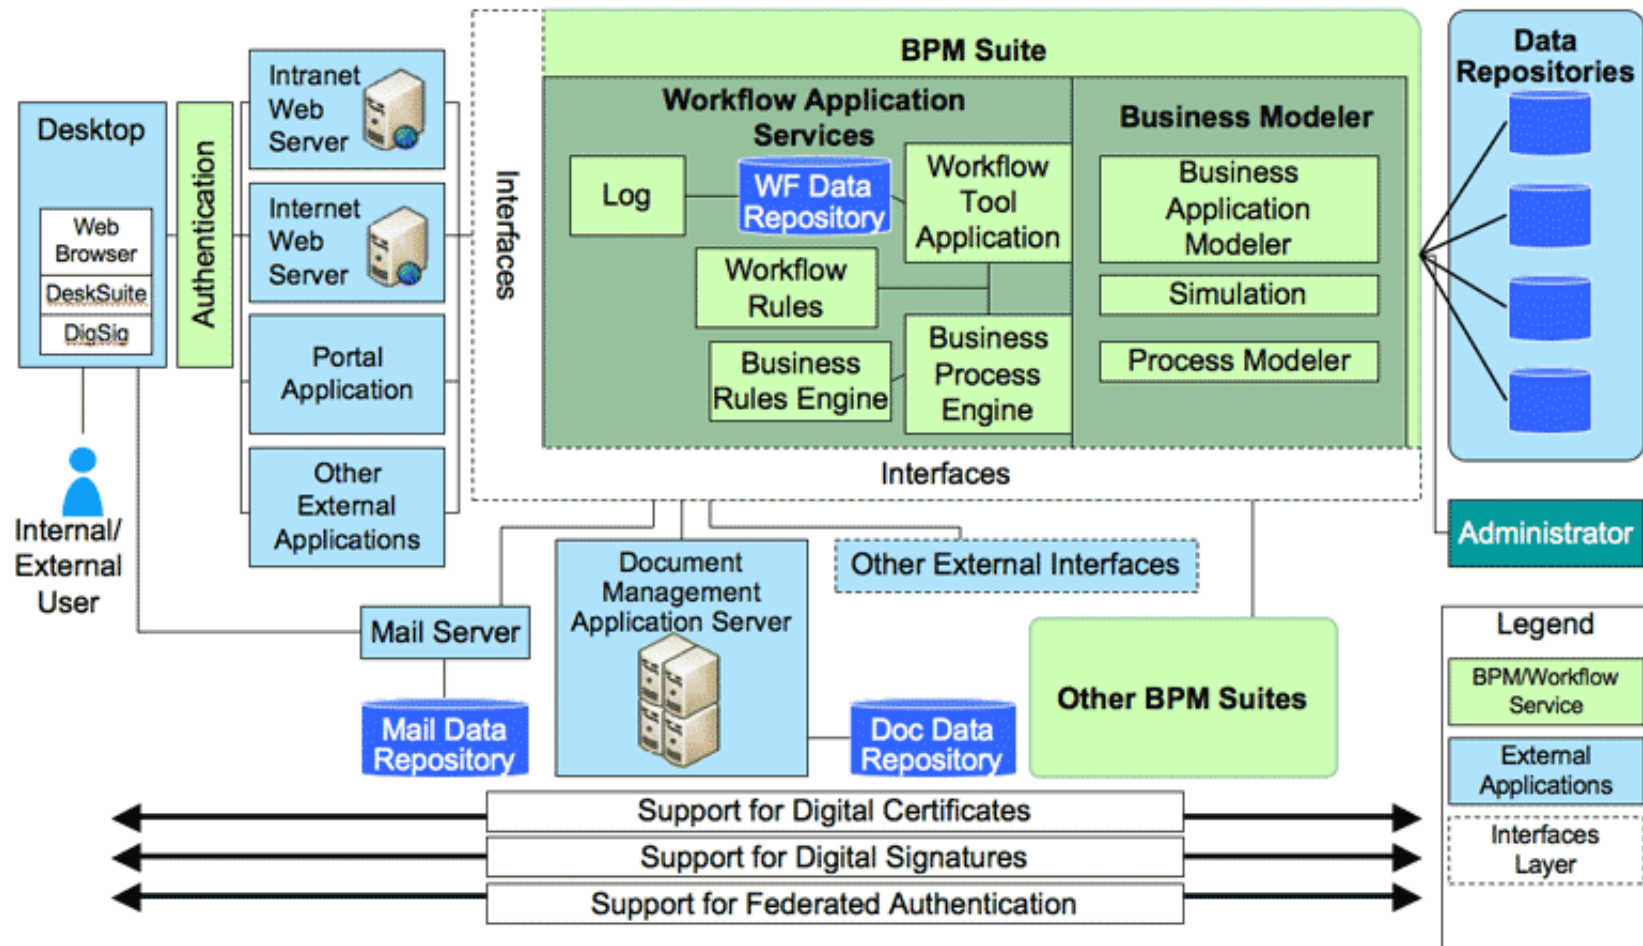 BPM Suite
Data
Repositories
Intranet
Web
Server
Workflow Application
Services
Business Modeler
Desktop
Authentication
Interfaces
Log
WF Data
Repository
Workflow
Tool
Application
Business
Application
Modeler
Internet
Web
Server
Web
Browser
DeskSuite
DigSig
Workflow
Rules
Simulation
Portal
Application
Business
Rules Engine
Business
Process
Engine
Process Modeler
Other
External
Applications
Interfaces
Internal/
External
User
Administrator
Document
Management
Application Server
Other External Interfaces
Mail Server
Mail Data
Repository
Doc Data
Repository
Other BPM Suites
Legend
BPM/Workflow
Service
External
Applications
Interfaces
Layer
Support for Digital Certificates
Support for Digital Signatures
Support for Federated Authentication